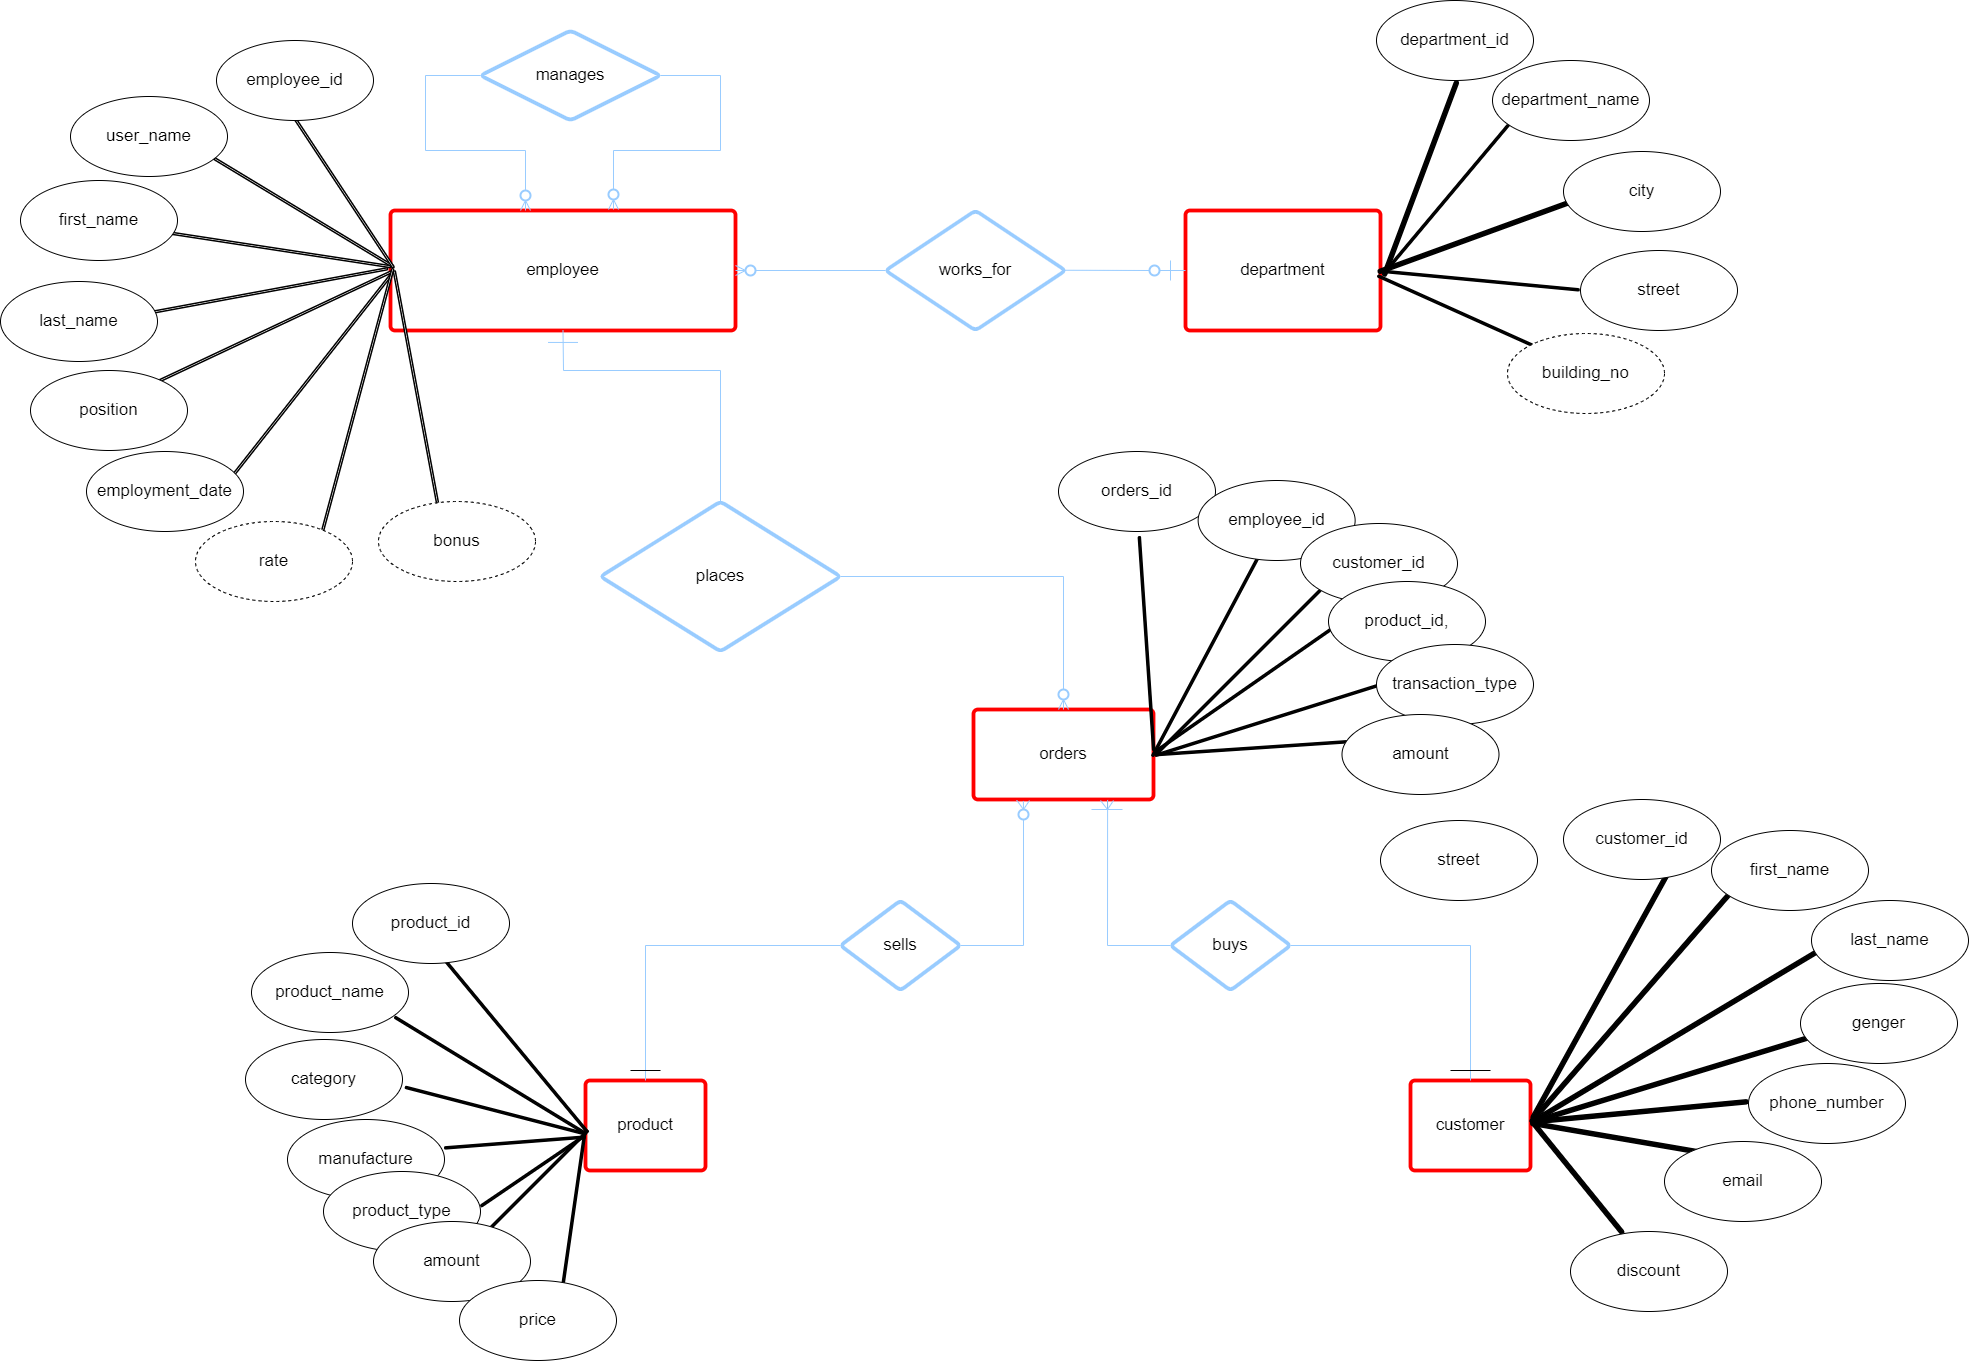 manages
employee_id
user_name
first_name
last_name
position
employment_date
rate
bonus
employee
works_for
department
department_id
department_name
city
street
building_no
places
orders_id
employee_id
customer_id
product_id,
transaction_type
amount
orders
street
sells
buys
product_id
product_name
category
manufacture
product_type
amount
price
product
customer
customer_id
first_name
last_name
genger
phone_number
email
discount